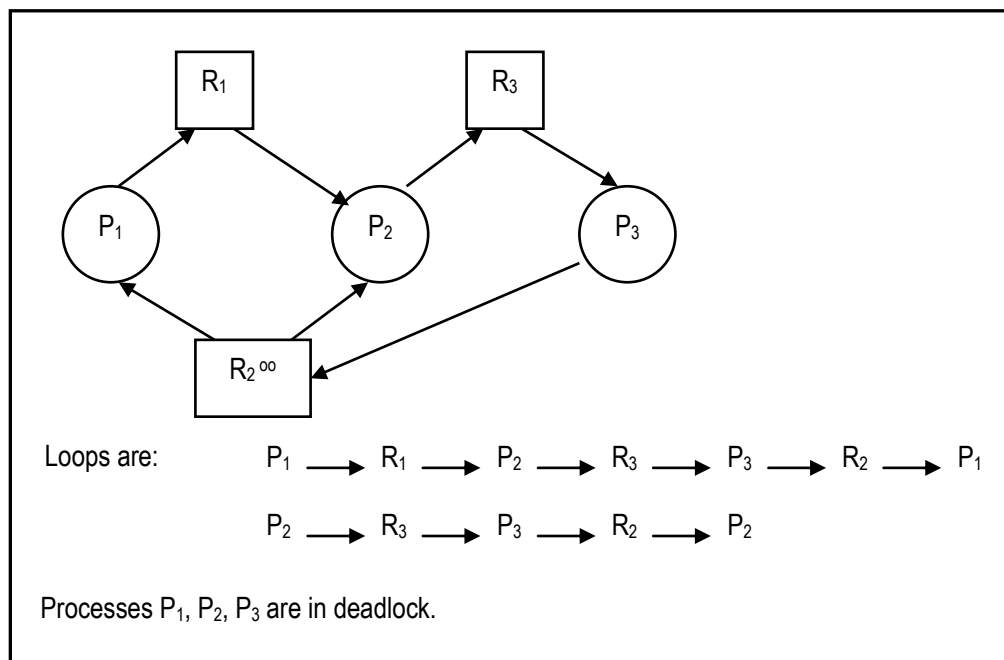 R₁ R₃
P₁ P₂ P₃
R₂ ∞
Loops are: P₁ → R₁ → P₂ → R₃ → P₃ → R₂ → P₁
P₂ → R₃ → P₃ → R₂ → P₂
Processes P₁, P₂, P₃ are in deadlock.